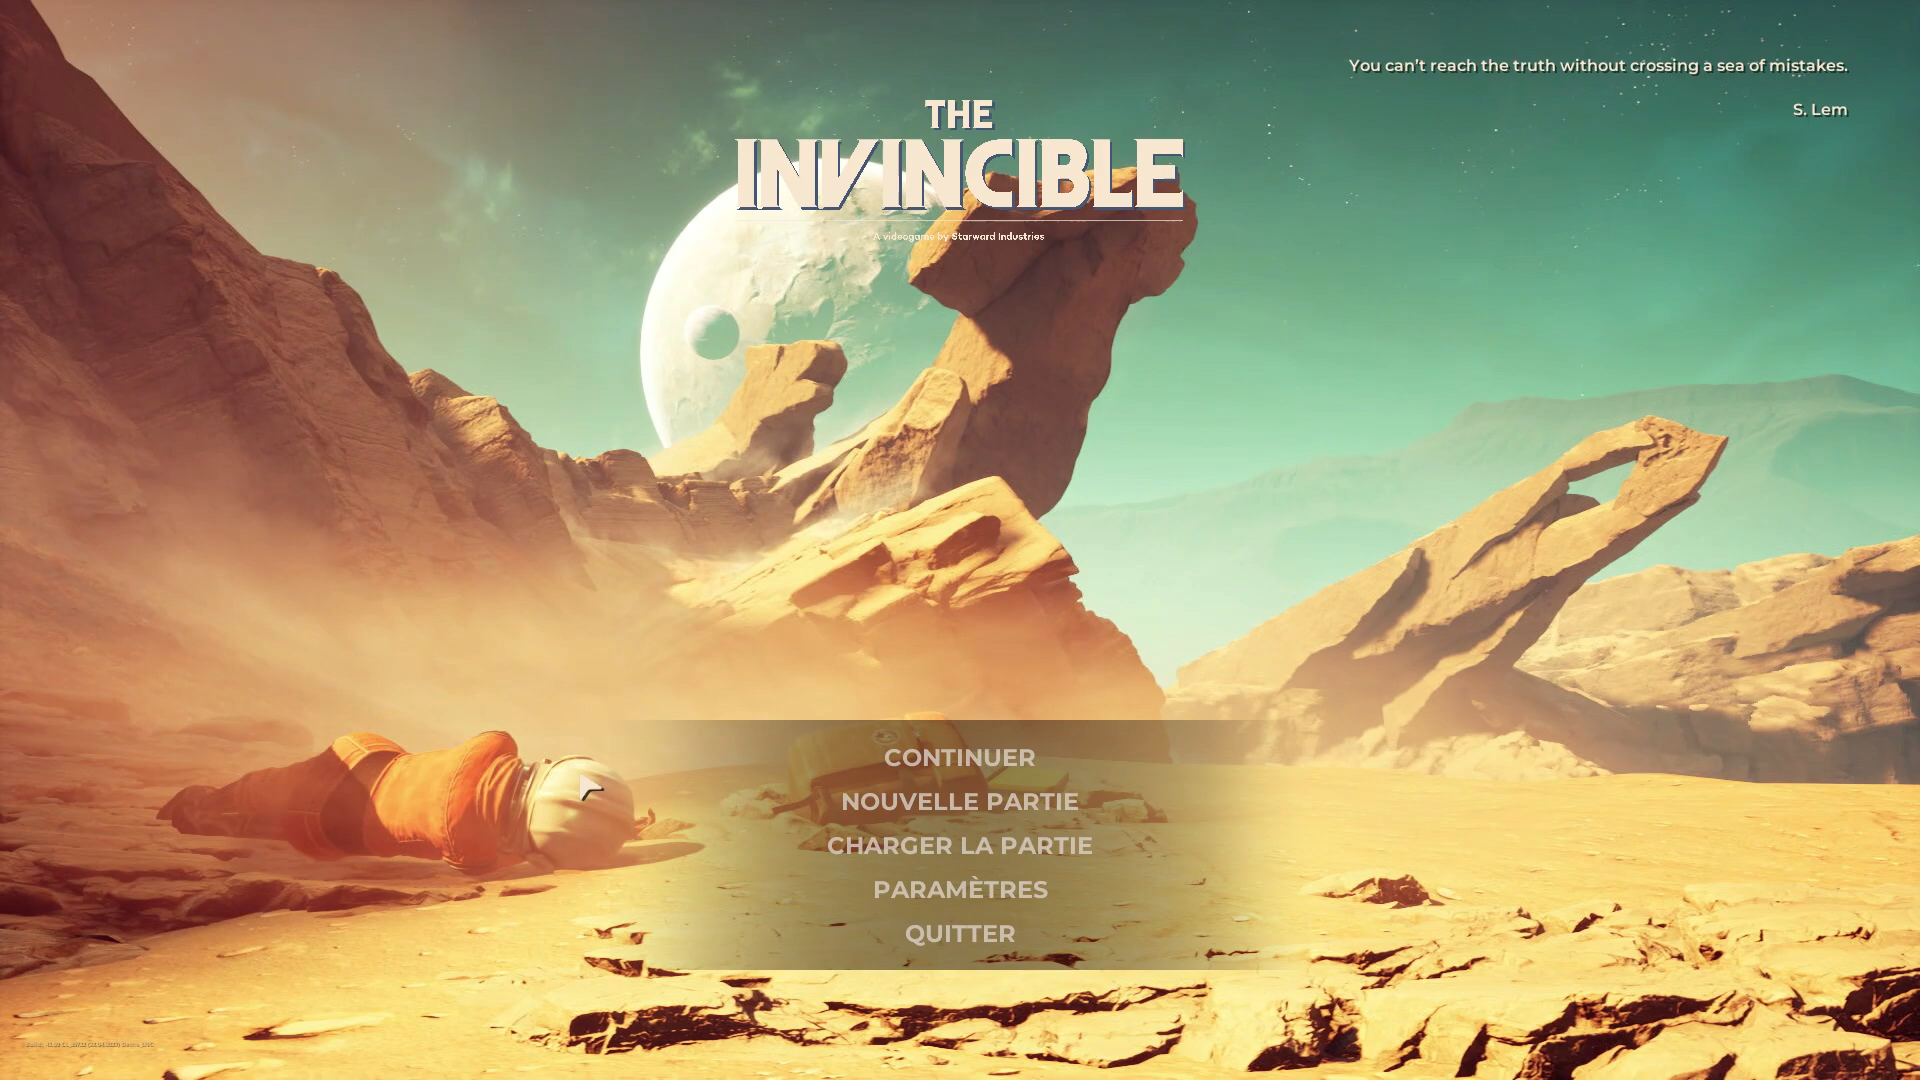 You can't reach the truth without crossing a sea of mistakes.
S. Lem
THE
INVINCIBLE
A videogame by Starward Industries
CONTINUER
NOUVELLE PARTIE
CHARGER LA PARTIE
PARAMÈTRES
QUITTER